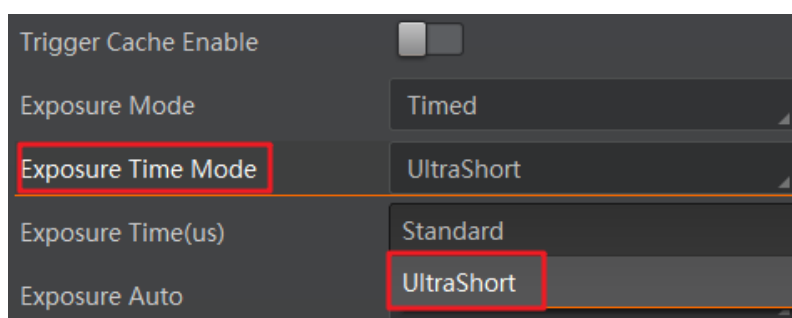 Trigger Cache Enable
Exposure Mode Timed
Exposure Time Mode UltraShort
Exposure Time(us) Standard
UltraShort
Exposure Auto